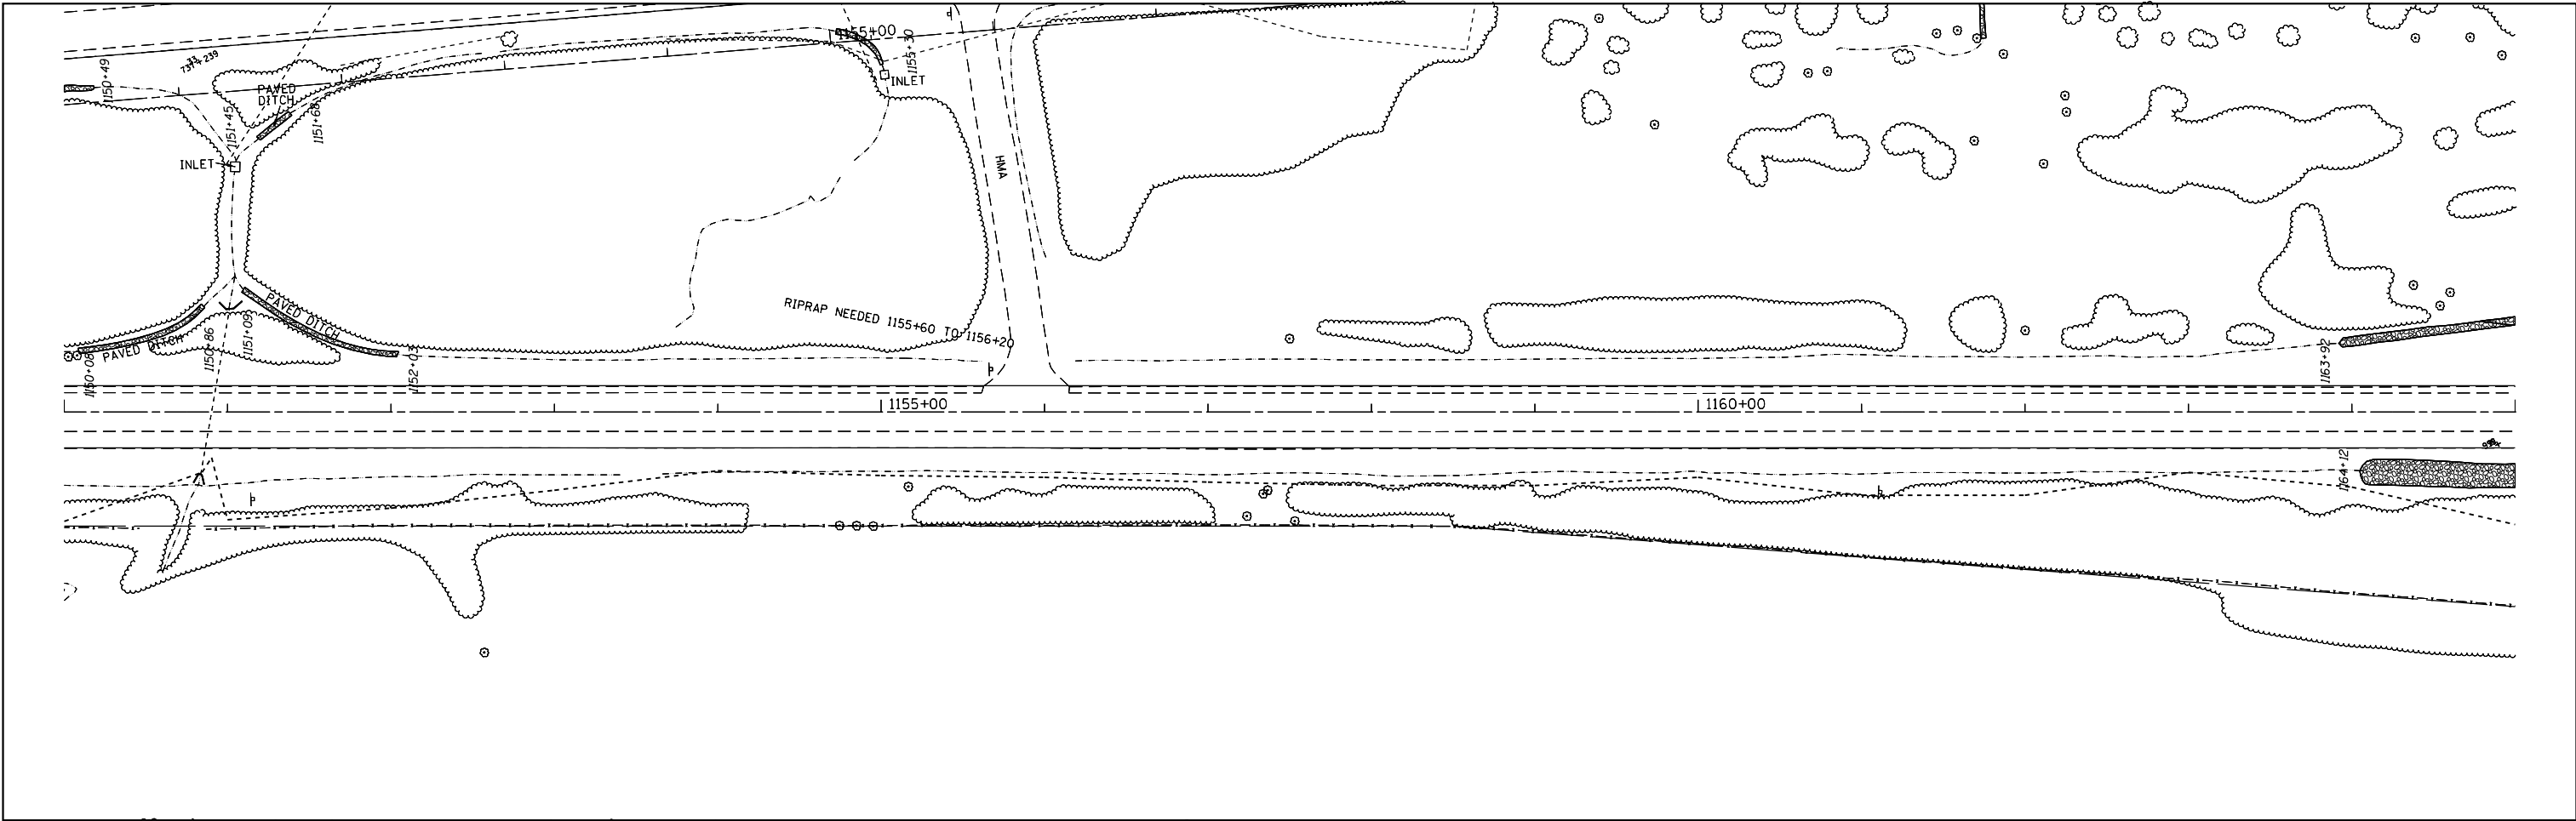 1155+00
1155+30
INLET
1150+49
PAVED
DITCH
1151+45
1151+68
INLET
HMA
RIPRAP NEEDED 1155+60 TO 1156+20
PAVED DITCH
PAVED DITCH
1150+08
1150+86
1151+09
1152+03
1163+92
1155+00
1160+00
1164+12